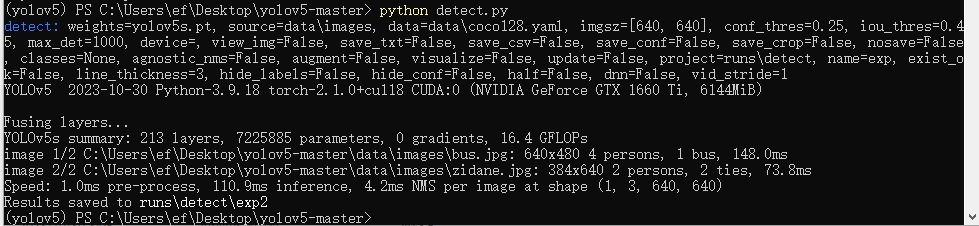 (yolov5) PS C:\Users\ef\Desktop\yolov5-master> python detect.py
detect: weights=yolov5s.pt, source=data\images, data=data\coco128.yaml, imgsz=[640, 640], conf_thres=0.25, iou_thres=0.4
5, max_det=1000, device=, view_img=False, save_txt=False, save_csv=False, save_conf=False, save_crop=False, nosave=False
, classes=None, agnostic_nms=False, augment=False, visualize=False, update=False, project=runs\detect, name=exp, exist_o
k=False, line_thickness=3, hide_labels=False, hide_conf=False, half=False, dnn=False, vid_stride=1
YOLOv5  2023-10-30 Python-3.9.18 torch-2.1.0+cu118 CUDA:0 (NVIDIA GeForce GTX 1660 Ti, 6144MiB)
Fusing layers...
YOLOv5s summary: 213 layers, 7225885 parameters, 0 gradients, 16.4 GFLOPs
image 1/2 C:\Users\ef\Desktop\yolov5-master\data\images\bus.jpg: 640x480 4 persons, 1 bus, 148.0ms
image 2/2 C:\Users\ef\Desktop\yolov5-master\data\images\zidane.jpg: 384x640 2 persons, 2 ties, 73.8ms
Speed: 1.0ms pre-process, 110.9ms inference, 4.2ms NMS per image at shape (1, 3, 640, 640)
Results saved to runs\detect\exp2
(yolov5) PS C:\Users\ef\Desktop\yolov5-master>